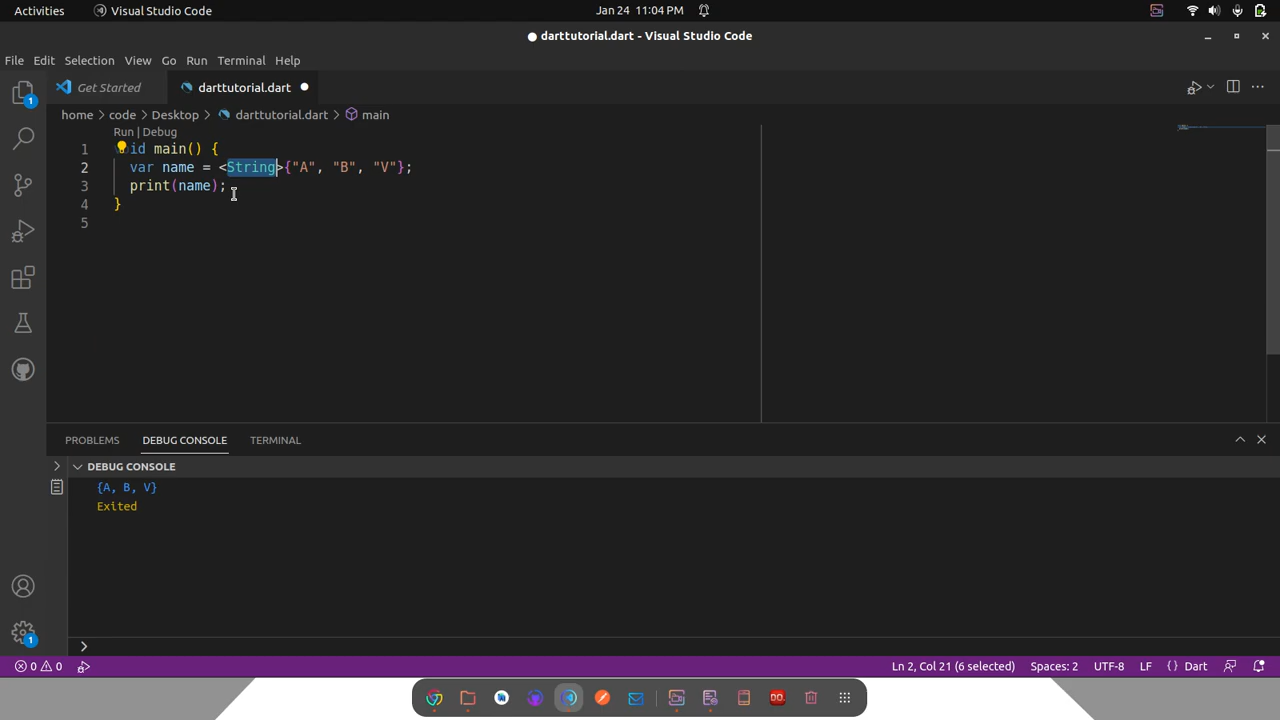 Activities Visual Studio Code Jan 24 11:04 PM
darttutorial.dart - Visual Studio Code
File Edit Selection View Go Run Terminal Help
Get Started darttutorial.dart
home > code > Desktop > darttutorial.dart > main
Run | Debug
1 id main() {
2 var name = <String>{"A", "B", "V"};
3 print(name);
4 }
5
PROBLEMS DEBUG CONSOLE TERMINAL
DEBUG CONSOLE
{A, B, V}
Exited
0 0 Ln 2, Col 21 (6 selected) Spaces: 2 UTF-8 LF { } Dart